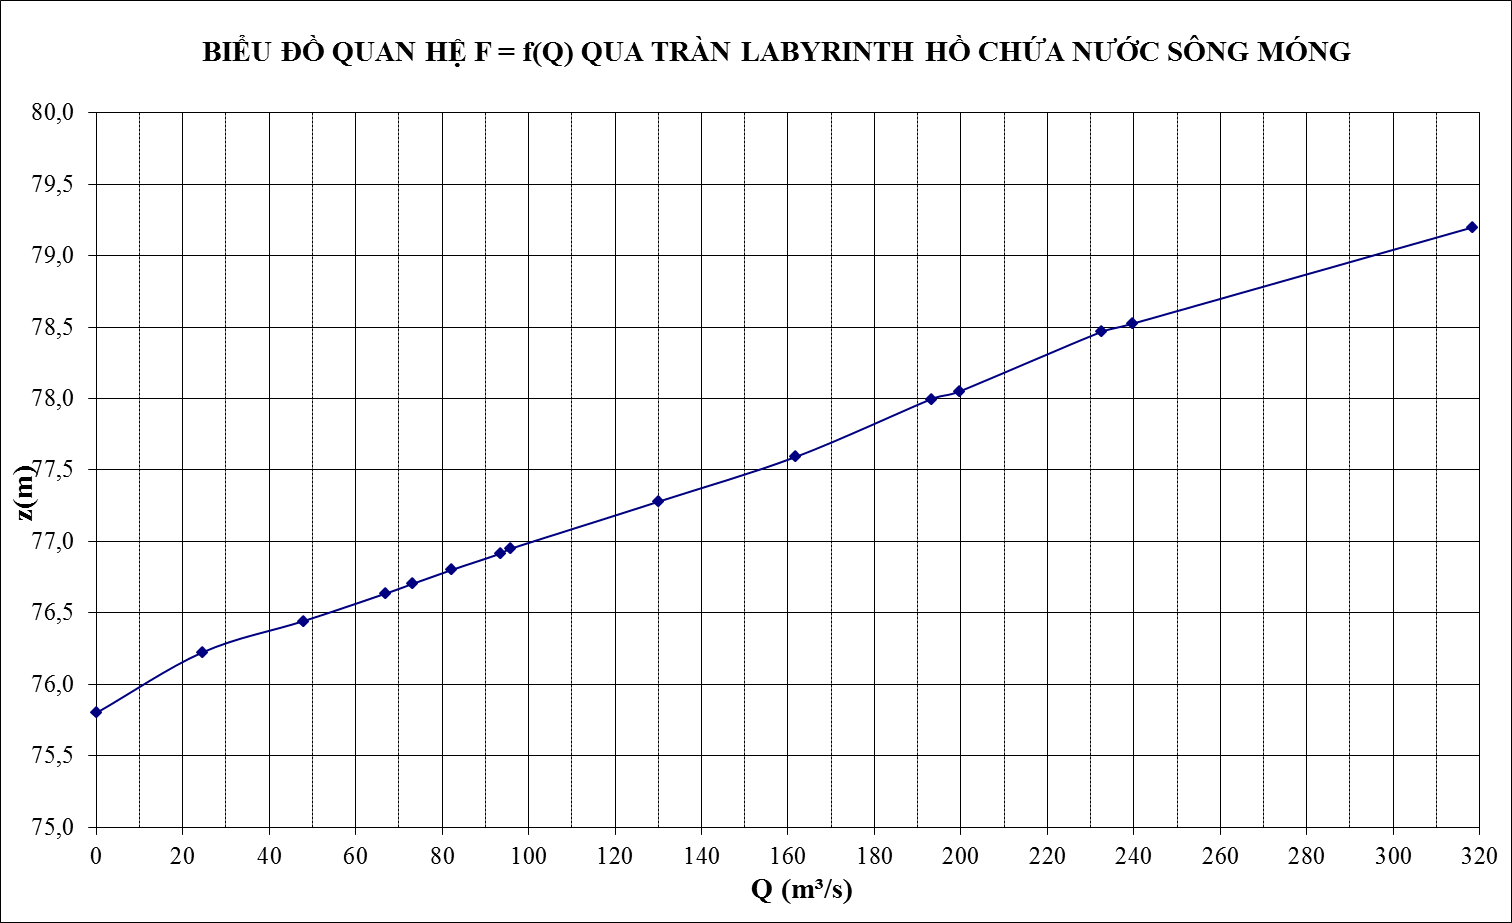 BIỂU ĐỒ QUAN HỆ F = f(Q) QUA TRÀN LABYRINTH HỒ CHỨA NƯỚC SÔNG MÓNG
80,0
79,5
79,0
78,5
78,0
77,5
77,0
76,5
76,0
75,5
75,0
z(m)
0 20 40 60 80 100 120 140 160 180 200 220 240 260 280 300 320
Q (m³/s)